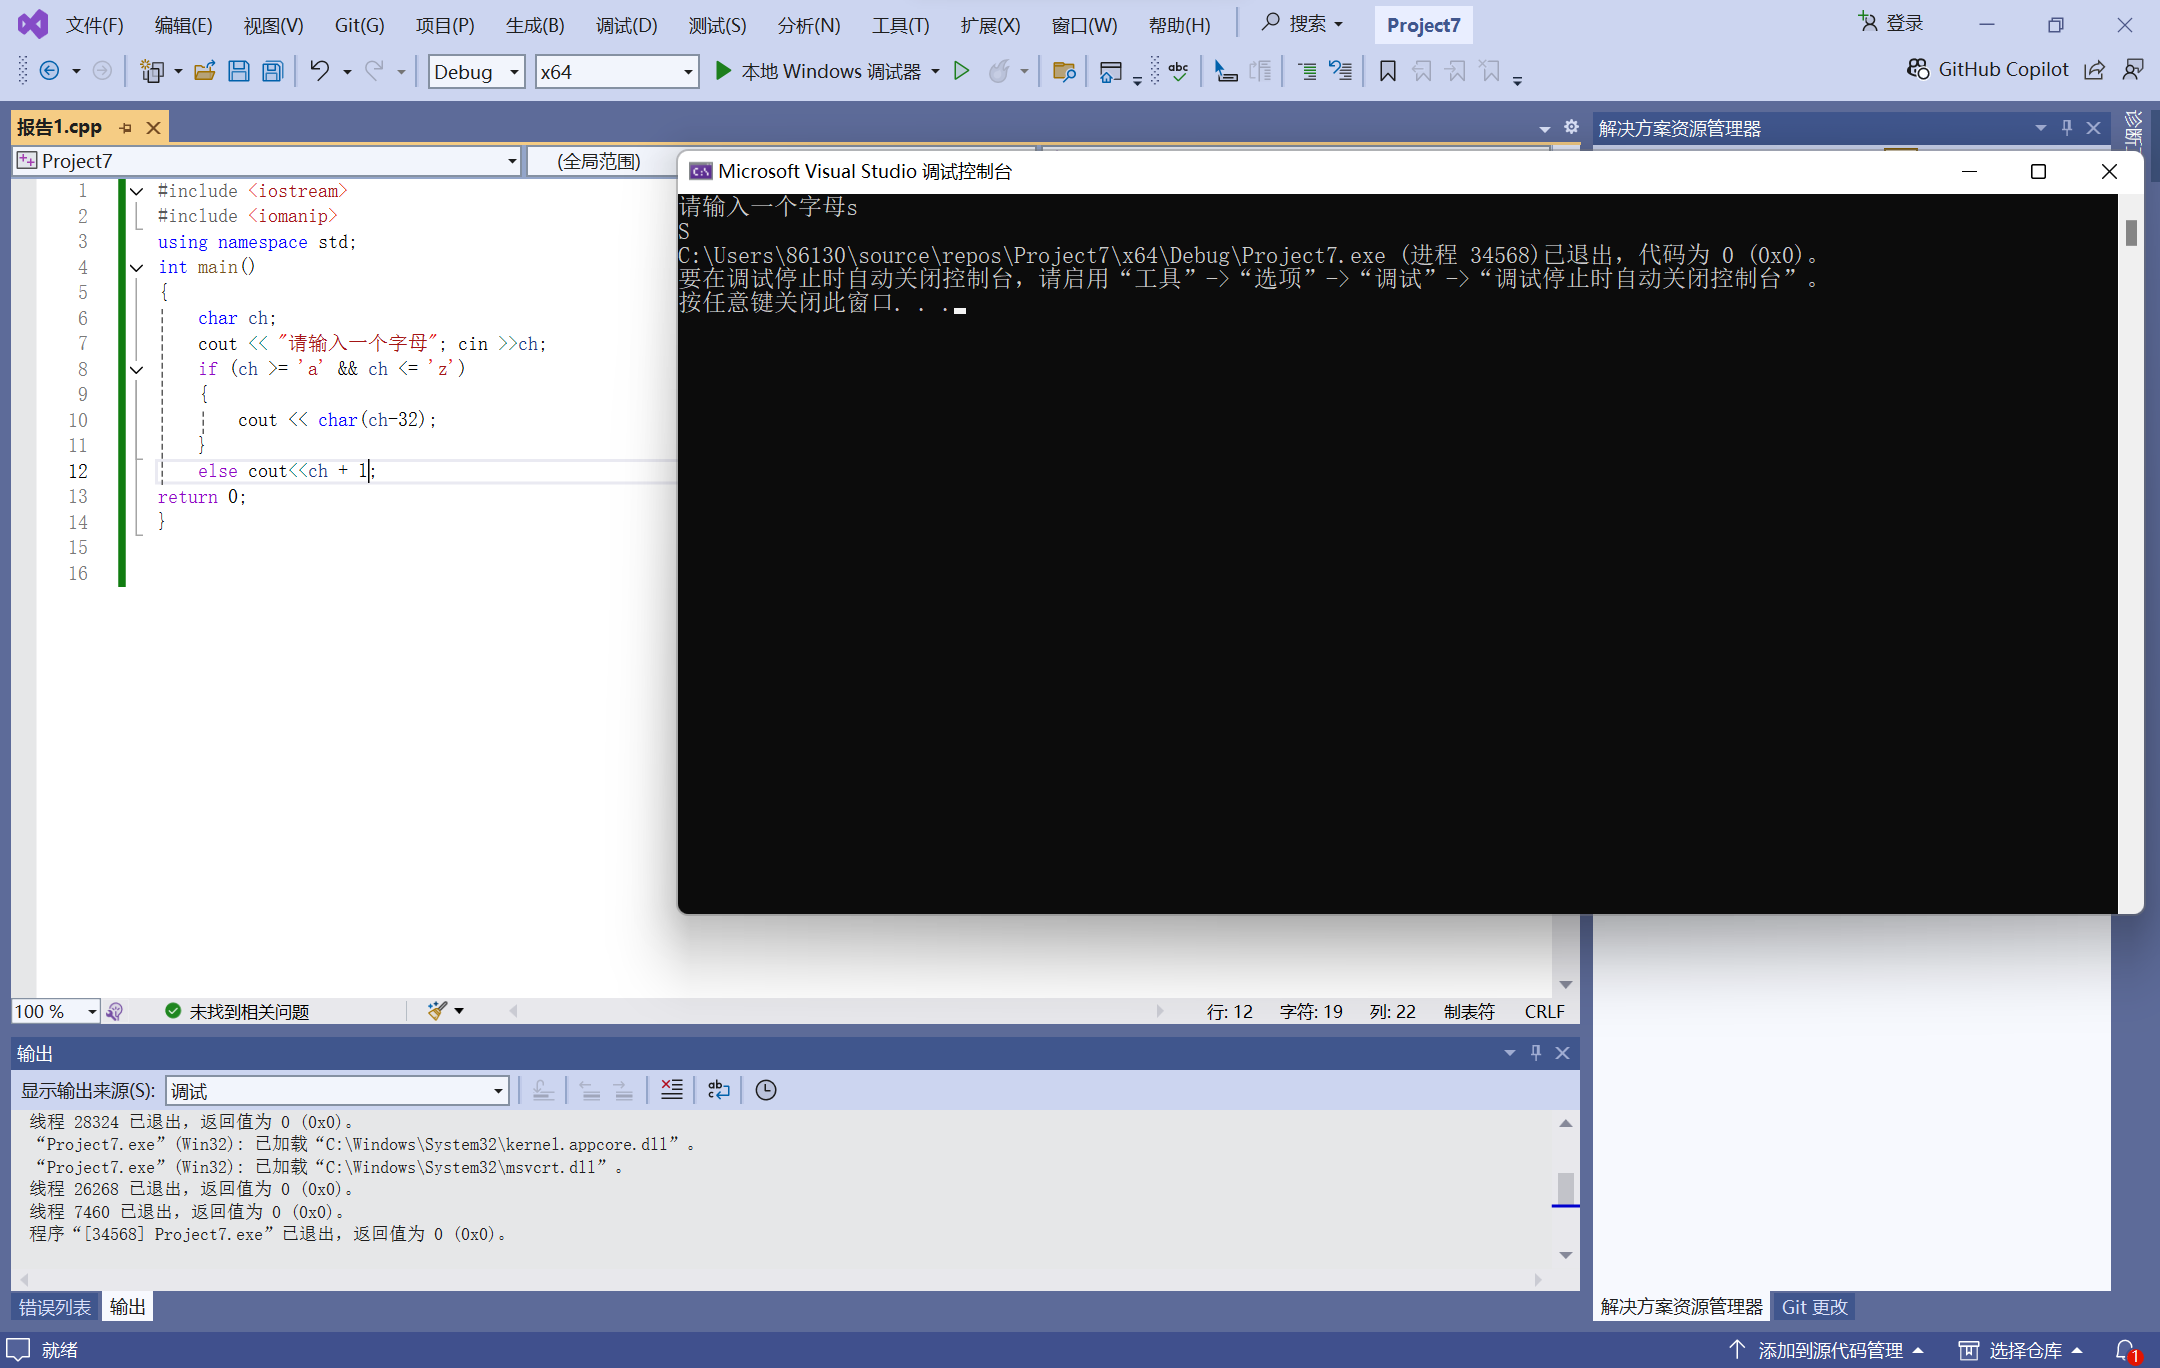 文件(F) 编辑(E) 视图(V) Git(G) 项目(P) 生成(B) 调试(D) 测试(S) 分析(N) 工具(T) 扩展(X) 窗口(W) 帮助(H) 搜索 Project7 登录
Debug x64 本地 Windows 调试器 abc GitHub Copilot
报告1.cpp
解决方案资源管理器
诊断
Project7
(全局范围)
Microsoft Visual Studio 调试控制台
请输入一个字母s
S
C:\Users\86130\source\repos\Project7\x64\Debug\Project7.exe (进程 34568)已退出，代码为 0 (0x0)。
要在调试停止时自动关闭控制台，请启用“工具”->“选项”->“调试”->“调试停止时自动关闭控制台”。
按任意键关闭此窗口. . .
1 #include <iostream>
2 #include <iomanip>
3 using namespace std;
4 int main()
5 {
6 char ch;
7 cout << "请输入一个字母"; cin >>ch;
8 if (ch >= 'a' && ch <= 'z')
9 {
10 cout << char(ch-32);
11 }
12 else cout<<ch + 1;
13 return 0;
14 }
15
16
100 % 未找到相关问题 行: 12 字符: 19 列: 22 制表符 CRLF
输出
显示输出来源(S): 调试
线程 28324 已退出，返回值为 0 (0x0)。
“Project7.exe”(Win32): 已加载“C:\Windows\System32\kernel.appcore.dll”。
“Project7.exe”(Win32): 已加载“C:\Windows\System32\msvcrt.dll”。
线程 26268 已退出，返回值为 0 (0x0)。
线程 7460 已退出，返回值为 0 (0x0)。
程序“[34568] Project7.exe”已退出，返回值为 0 (0x0)。
错误列表 输出
解决方案资源管理器 Git 更改
就绪 添加到源代码管理 选择仓库 1